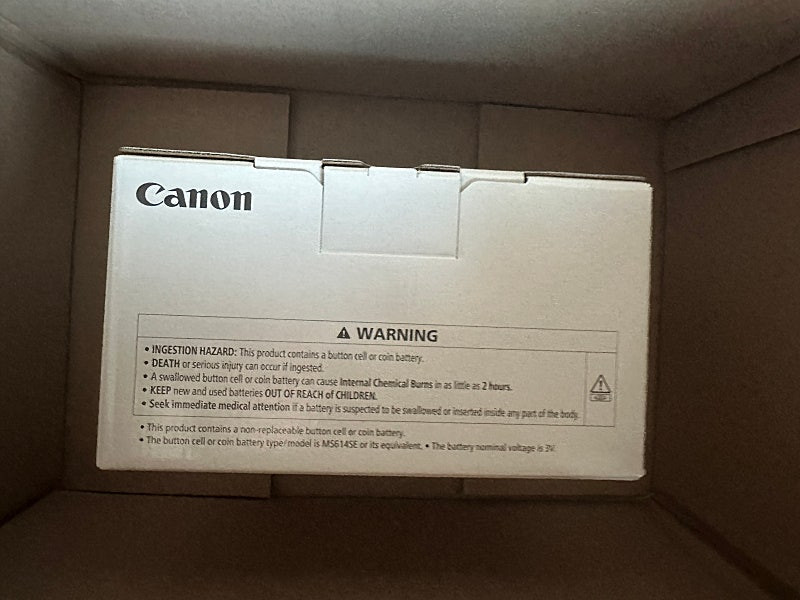 Canon
WARNING
• INGESTION HAZARD: This product contains a button cell or coin battery.
• DEATH or serious injury can occur if ingested.
• A swallowed button cell or coin battery can cause Internal Chemical Burns in as little as 2 hours.
• KEEP new and used batteries OUT OF REACH of CHILDREN.
• Seek immediate medical attention if a battery is suspected to be swallowed or inserted inside any part of the body.
• This product contains a non-replaceable button cell or coin battery.
• The button cell or coin battery type/model is MS614SE or its equivalent. • The battery nominal voltage is 3V.